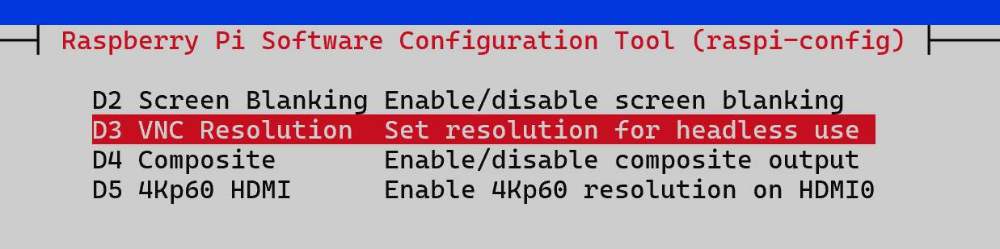 Raspberry Pi Software Configuration Tool (raspi-config)
D2 Screen Blanking Enable/disable screen blanking
D3 VNC Resolution Set resolution for headless use
D4 Composite Enable/disable composite output
D5 4Kp60 HDMI Enable 4Kp60 resolution on HDMI0